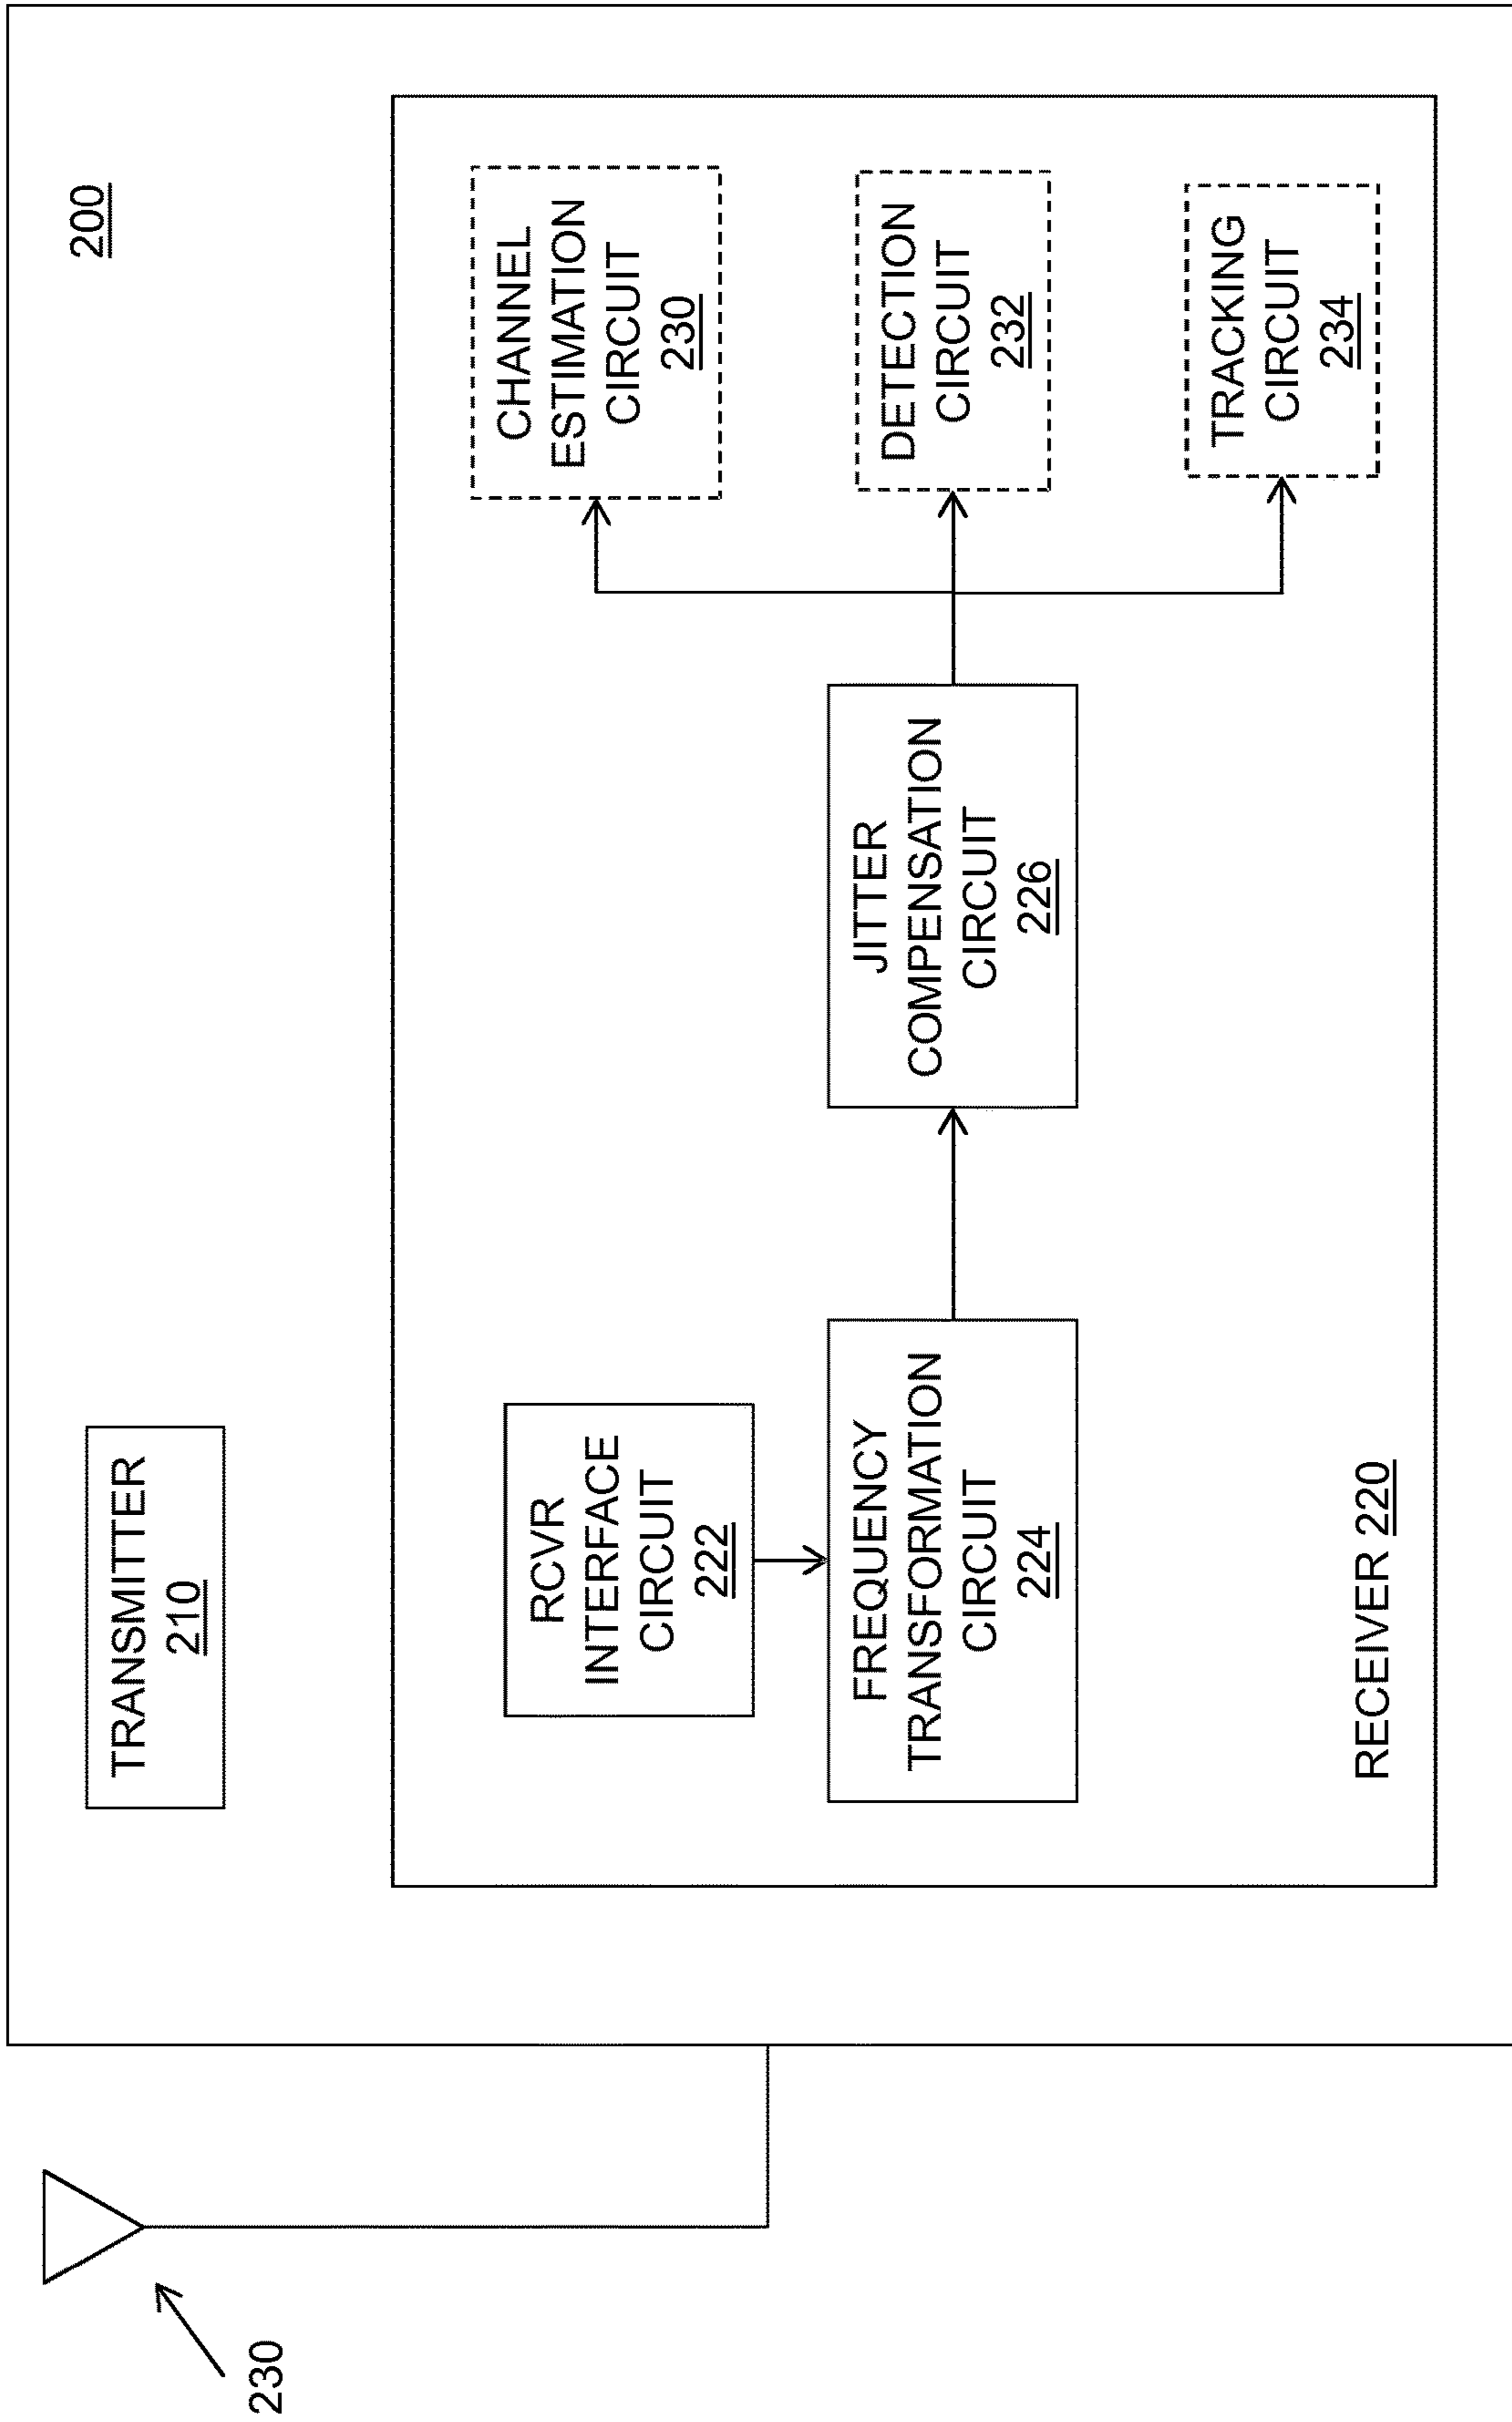 200
TRANSMITTER
210
CHANNEL
ESTIMATION
CIRCUIT
230
RCVR
INTERFACE
CIRCUIT
222
FREQUENCY
TRANSFORMATION
CIRCUIT
224
JITTER
COMPENSATION
CIRCUIT
226
DETECTION
CIRCUIT
232
TRACKING
CIRCUIT
234
RECEIVER 220
230